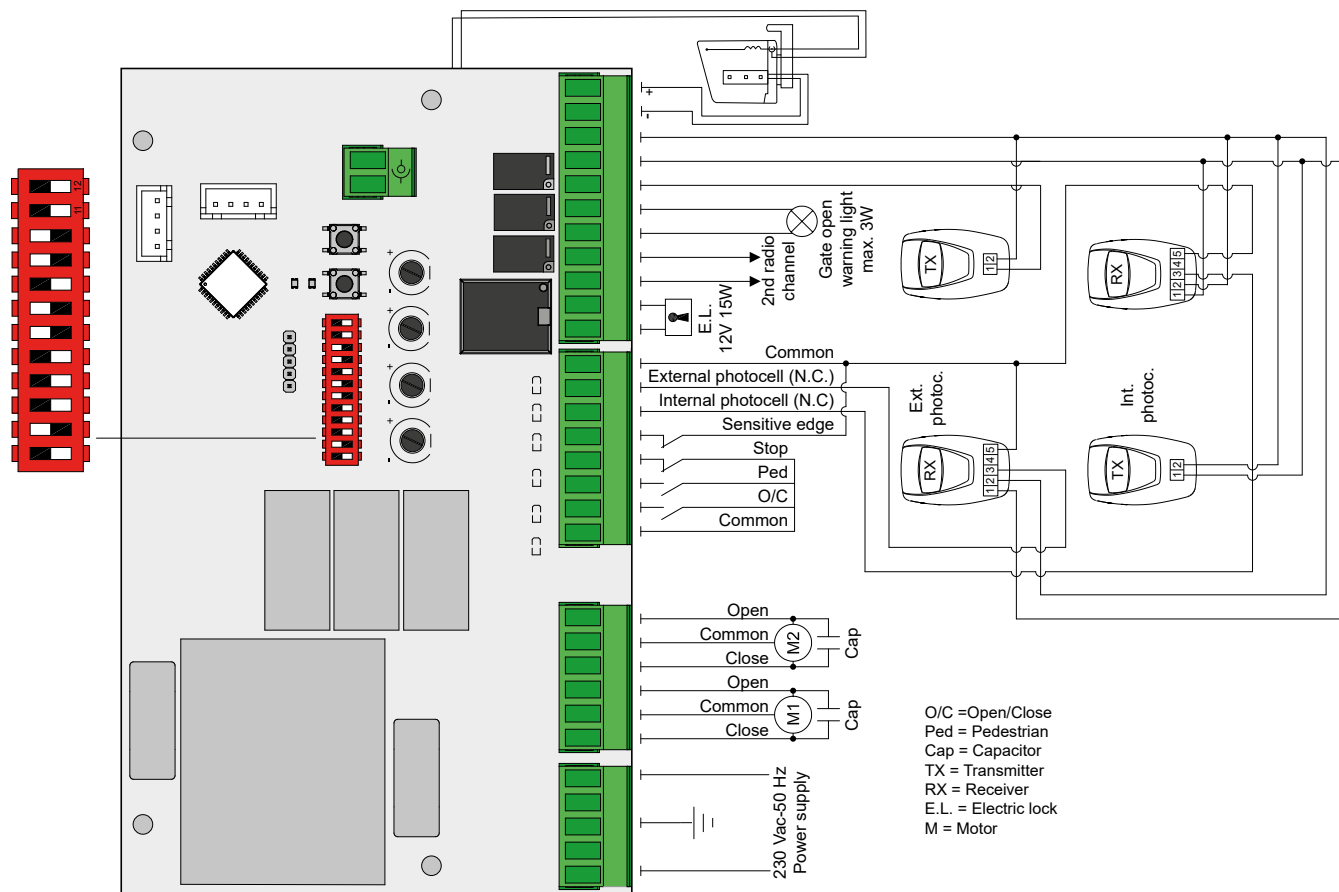 12
11
+
-
+
-
+
-
+
-
+
-
Gate open
warning light
max. 3W
2nd radio
channel
E.L.
12V 15W
TX
1 2
RX
1 2 3 4 5
Common
External photocell (N.C.)
Internal photocell (N.C)
Sensitive edge
Stop
Ped
O/C
Common
Ext.
photoc.
RX
1 2 3 4 5
Int.
photoc.
TX
1 2
Open
Common
Close
M2
Cap
Open
Common
Close
M1
Cap
230 Vac-50 Hz
Power supply
O/C =Open/Close
Ped = Pedestrian
Cap = Capacitor
TX = Transmitter
RX = Receiver
E.L. = Electric lock
M = Motor